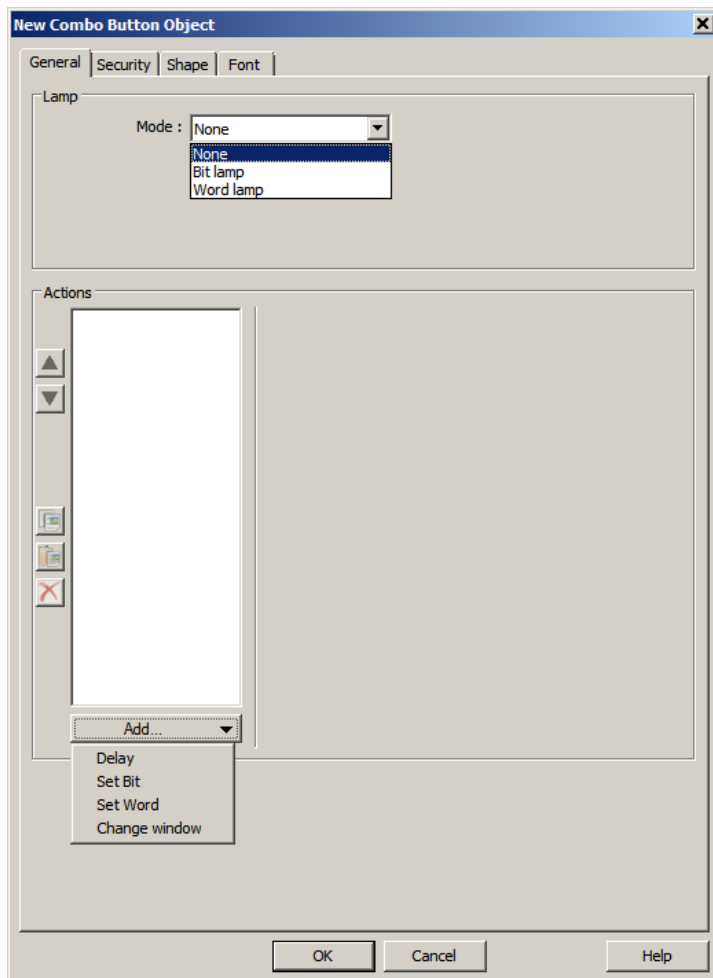 New Combo Button Object
General Security Shape Font
Lamp
Mode : None
None
Bit lamp
Word lamp
Actions
Add...
Delay
Set Bit
Set Word
Change window
OK Cancel Help